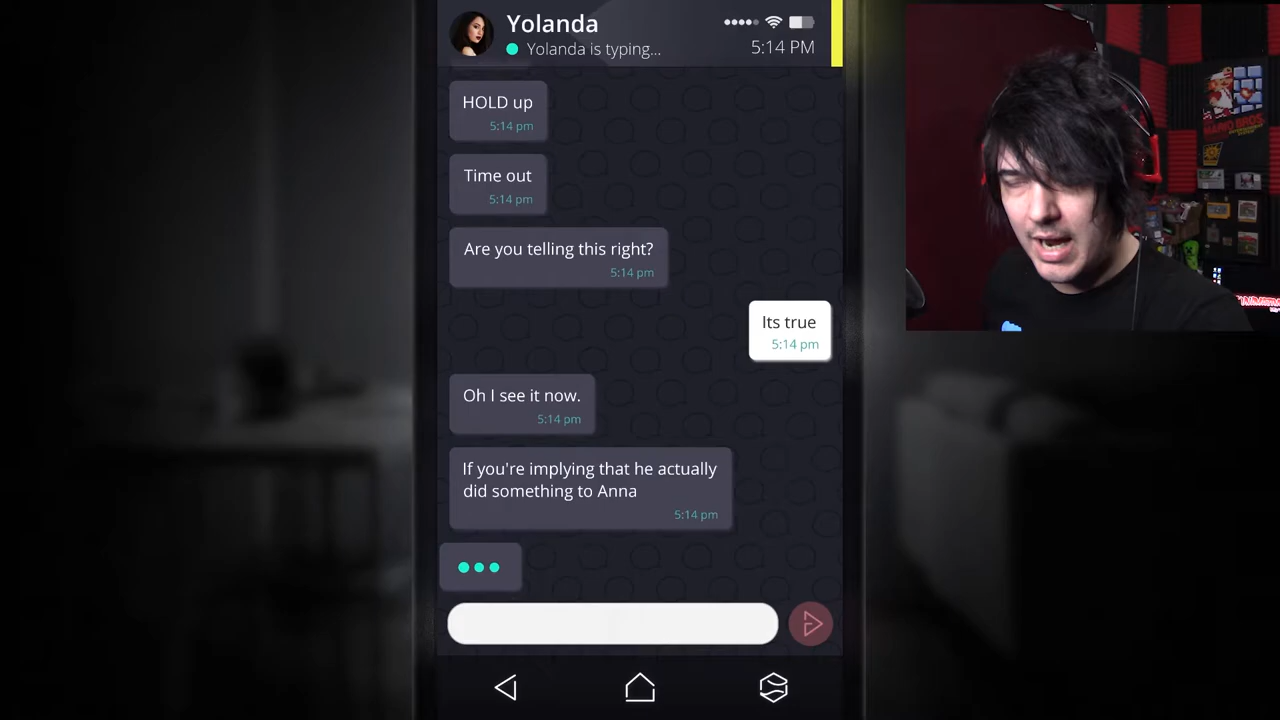 Yolanda
Yolanda is typing...
5:14 PM
HOLD up
5:14 pm
Time out
5:14 pm
Are you telling this right?
5:14 pm
Its true
5:14 pm
Oh I see it now.
5:14 pm
If you're implying that he actually
did something to Anna
5:14 pm
MARIO BROS